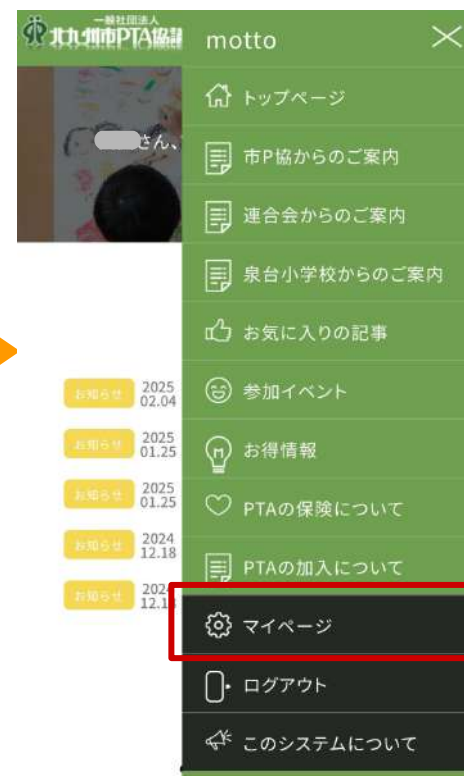 一般社団法人
北九州市PTA協議
motto
さん、
トップページ
市P協からのご案内
連合会からのご案内
泉台小学校からのご案内
お気に入りの記事
参加イベント
お得情報
PTAの保険について
PTAの加入について
マイページ
ログアウト
このシステムについて
お知らせ 2025 02.04
お知らせ 2025 01.25
お知らせ 2025 01.25
お知らせ 2024 12.18
お知らせ 2024 12.1